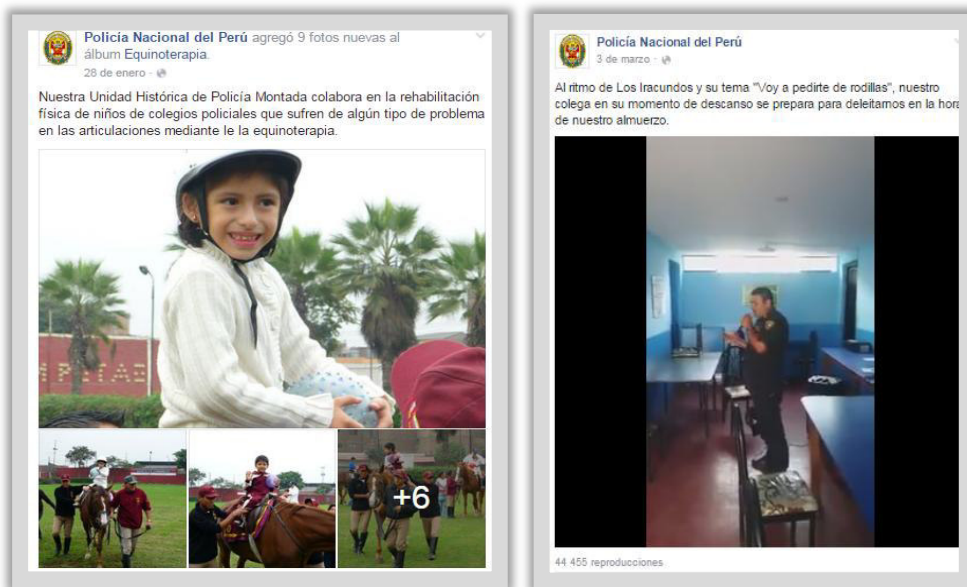 Policía Nacional del Perú agregó 9 fotos nuevas al
álbum Equinoterapia.
28 de enero ·
Nuestra Unidad Histórica de Policía Montada colabora en la rehabilitación
física de niños de colegios policiales que sufren de algún tipo de problema
en las articulaciones mediante le la equinoterapia.
+6
Policía Nacional del Perú
3 de marzo ·
Al ritmo de Los Iracundos y su tema "Voy a pedirte de rodillas", nuestro
colega en su momento de descanso se prepara para deleitarnos en la hora
de nuestro almuerzo.
44 455 reproducciones